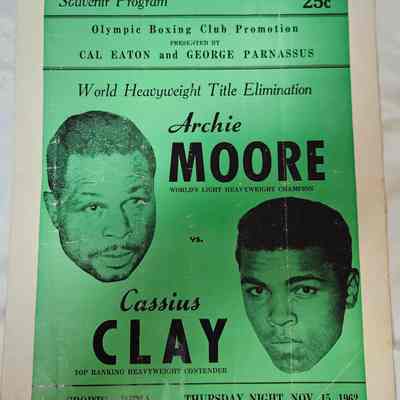 Souvenir Program 25c
Olympic Boxing Club Promotion
PRESENTED BY
CAL EATON and GEORGE PARNASSUS
World Heavyweight Title Elimination
Archie
MOORE
WORLD'S LIGHT HEAVYWEIGHT CHAMPION
vs.
Cassius
CLAY
TOP RANKING HEAVYWEIGHT CONTENDER
THURSDAY NIGHT, NOV. 15, 1962